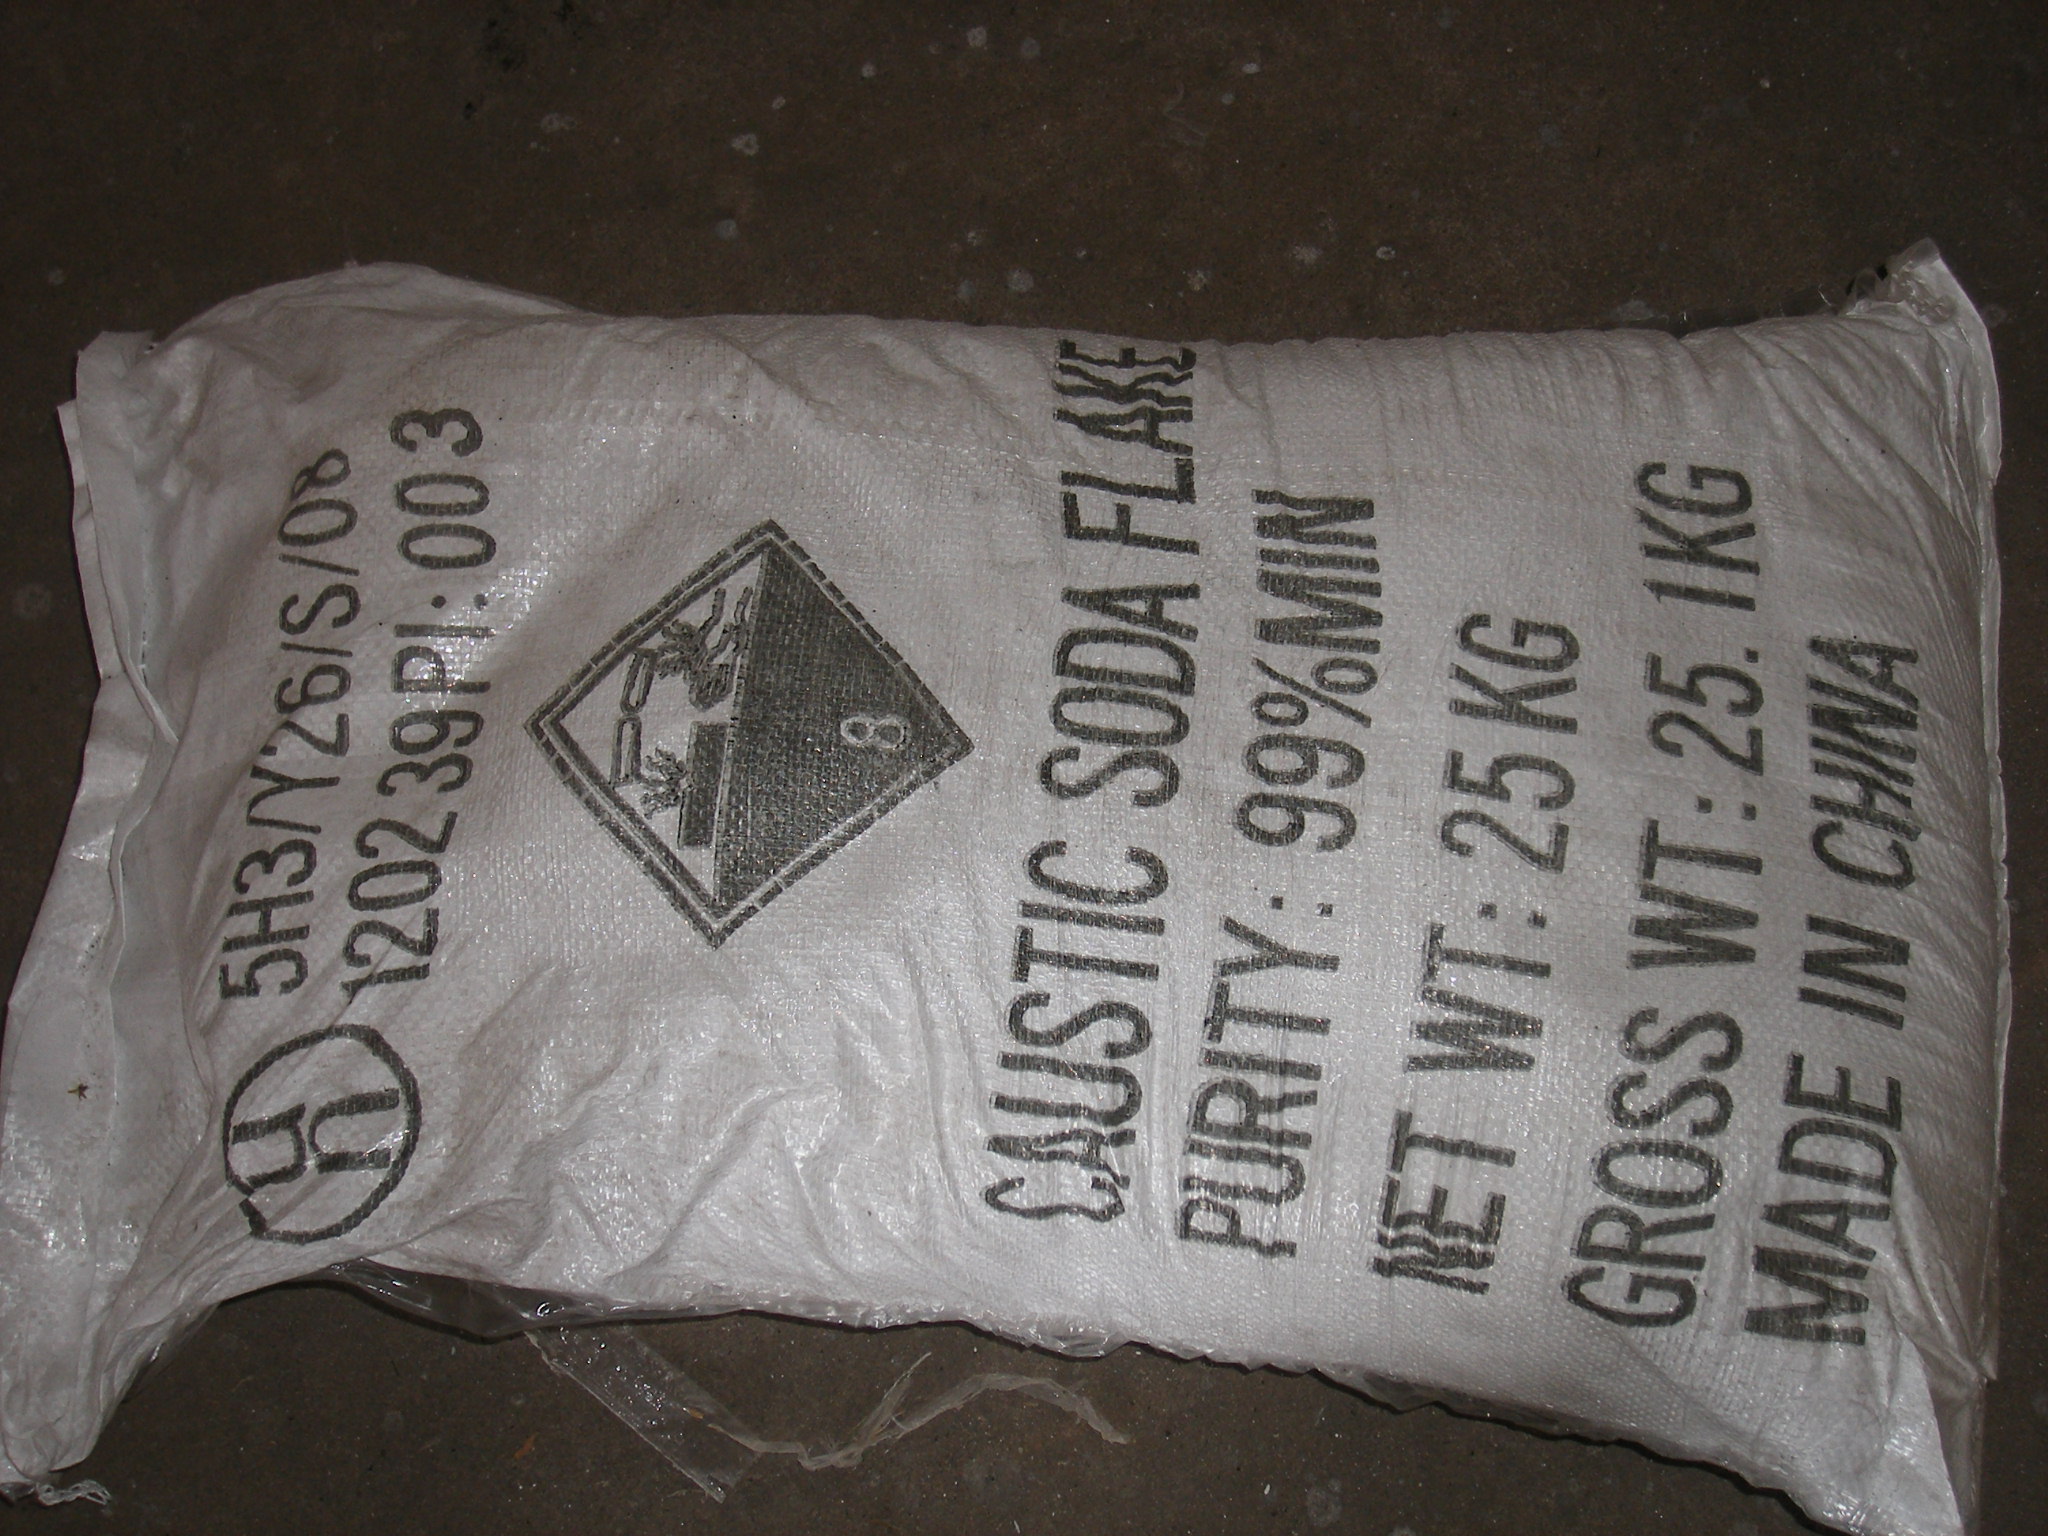 H
5H3/Y26/S/08
120239PI:003
8
CAUSTIC SODA FLAKE
PURITY: 99%MIN
NET WT: 25 KG
GROSS WT: 25.1KG
MADE IN CHINA